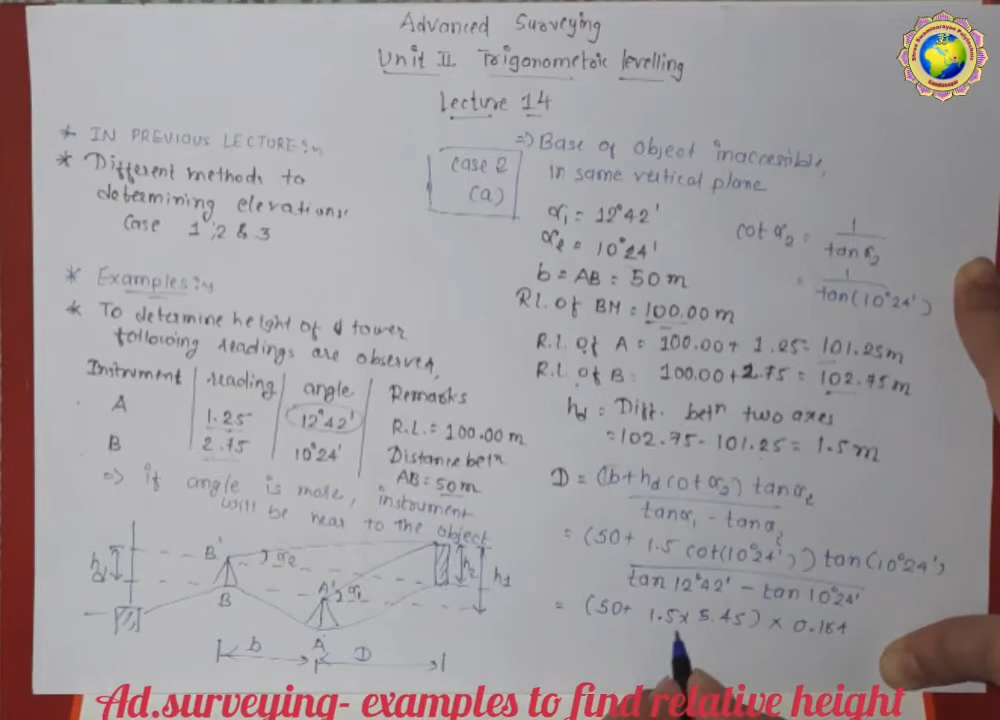 Advanced Surveying
Unit II Trigonometric levelling
Lecture 14
* IN PREVIOUS LECTURE:-
* Different methods to
determining elevations
Case 1, 2 & 3
* Examples:-
* To determine height of a tower
following readings are observed,
Instrument | reading | angle | Remarks
A | 1.25 | 12°42' | R.L. = 100.00 m
B | 2.75 | 10°24' | Distance betn
AB = 50m
=> if angle is more, instrument
will be near to the object
hd B' α2 A' α1 h2 h1
B A
b D
case 2
(a)
=> Base of object inaccessible,
in same vertical plane
α1 = 12°42'
α2 = 10°24'
b = AB = 50 m
R.L. of BM = 100.00 m
cot α2 = 1 / tan α2
= 1 / tan(10°24')
R.L. of A = 100.00 + 1.25 = 101.25m
R.L. of B = 100.00 + 2.75 = 102.75m
hd = Diff. betn two axes
= 102.75 - 101.25 = 1.5 m
D = (b + hd cot α2) tan α2
tan α1 - tan α2
= (50 + 1.5 cot(10°24')) tan(10°24')
tan 12°42' - tan 10°24'
= (50 + 1.5 x 5.45) x 0.184
Shree Swaminarayan Polytechnic
Gandhinagar
Ad.surveying- examples to find relative height